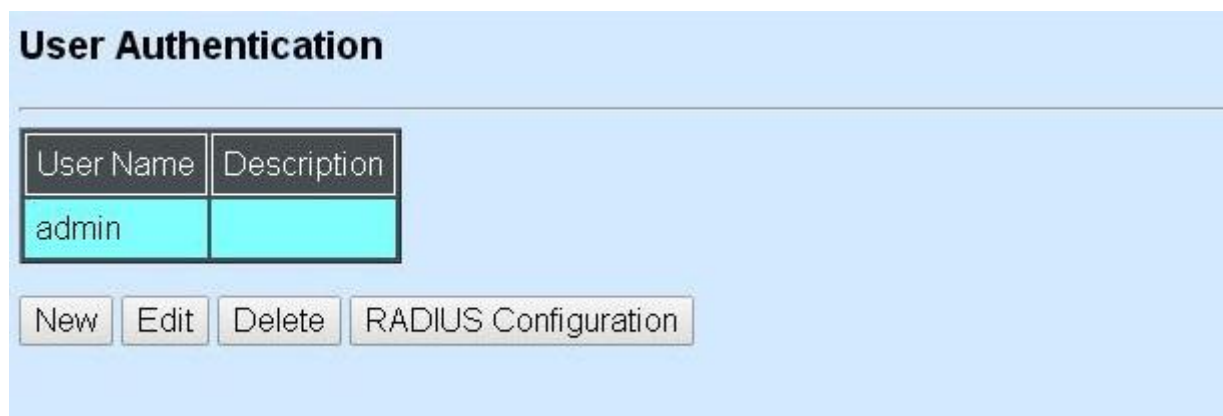 User Authentication
User Name Description
admin
New Edit Delete RADIUS Configuration